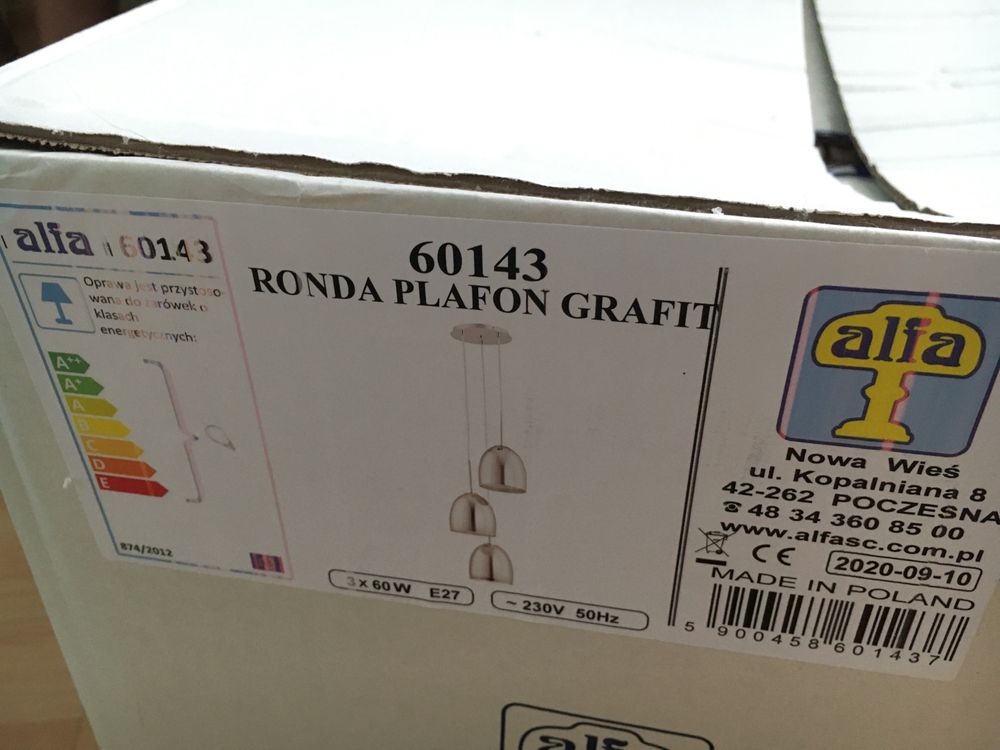 alfa 60143
Oprawa jest przystoso-
wana do żarówek o
klasach
energetycznych:
A++
A+
A
B
C
D
E
874/2012
60143
RONDA PLAFON GRAFIT
3 x 60W E27
~ 230V 50Hz
alfa
Nowa Wieś
ul. Kopalniana 8
42-262 POCZESNA
☎ 48 34 360 85 00
www.alfasc.com.pl
CE 2020-09-10
MADE IN POLAND
5 900458 601437
alfa